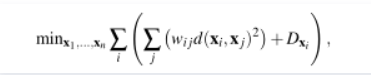 min_{𝐱_1,...,𝐱_n} ∑_i ( ∑_j (w_{ij}d(𝐱_i, 𝐱_j)^2) + D_{𝐱_i} ),